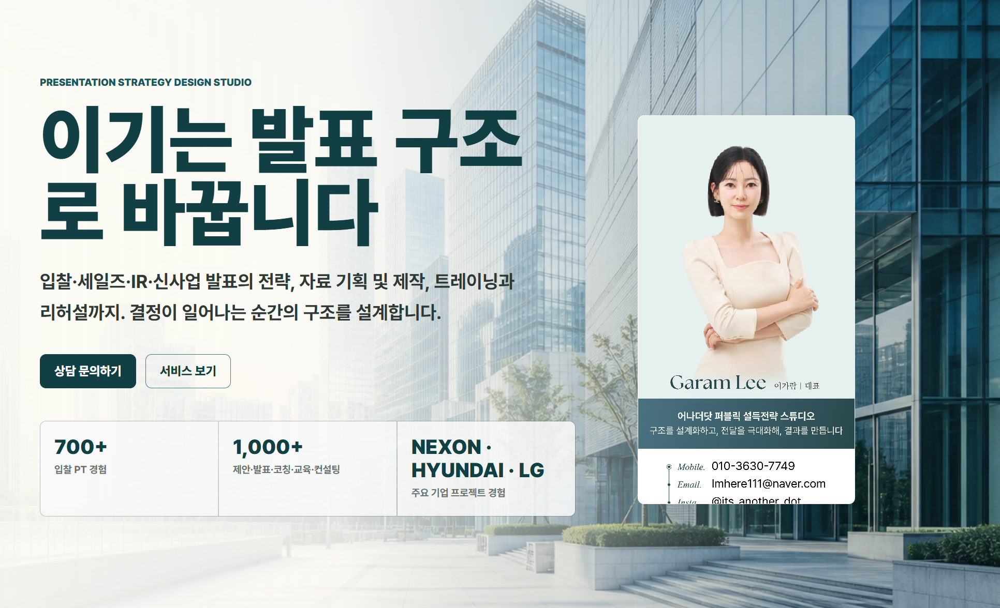 PRESENTATION STRATEGY DESIGN STUDIO
이기는 발표 구조
로 바꿉니다
입찰·세일즈·IR·신사업 발표의 전략, 자료 기획 및 제작, 트레이닝과
리허설까지. 결정이 일어나는 순간의 구조를 설계합니다.
상담 문의하기
서비스 보기
700+
입찰 PT 경험
1,000+
제안·발표·코칭·교육·컨설팅
NEXON ·
HYUNDAI · LG
주요 기업 프로젝트 경험
Garam Lee 이가람 | 대표
어나더닷 퍼블릭 설득전략 스튜디오
구조를 설계화하고, 전달을 극대화해, 결과를 만듭니다
Mobile. 010-3630-7749
Email. Imhere111@naver.com
Insta. @its_another_dot